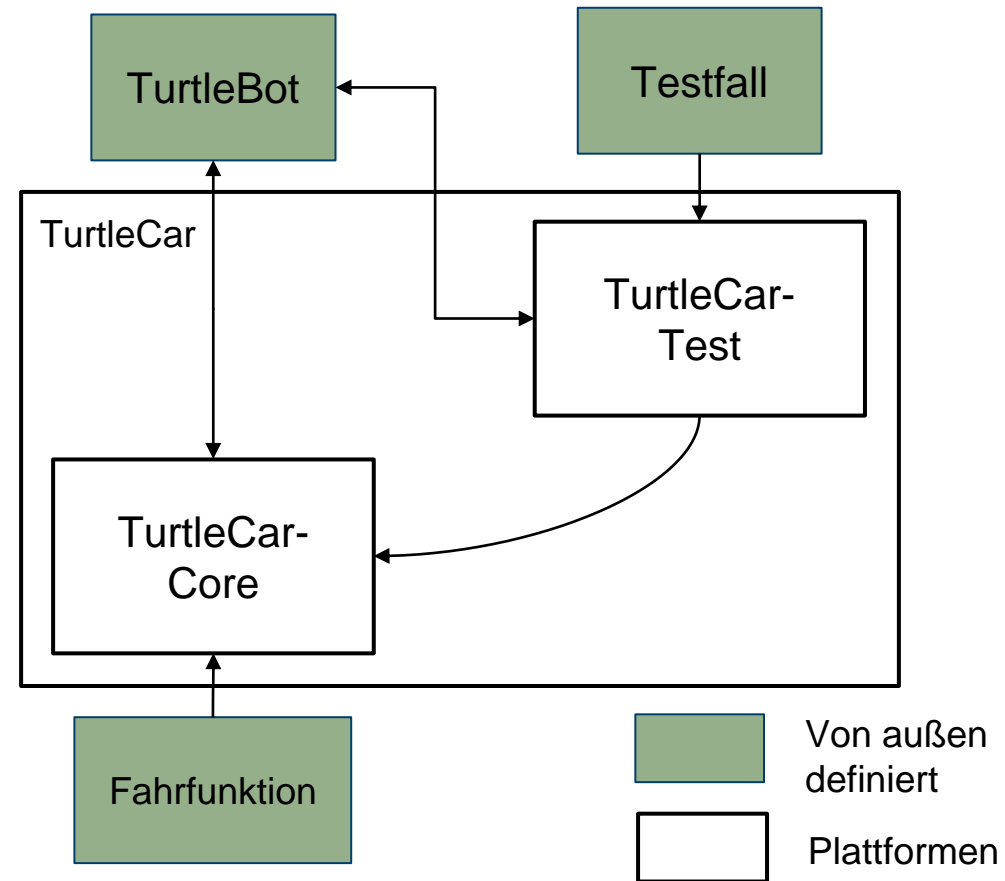 TurtleBot
Testfall
TurtleCar
TurtleCar-
Test
TurtleCar-
Core
Fahrfunktion
Von außen
definiert
Plattformen